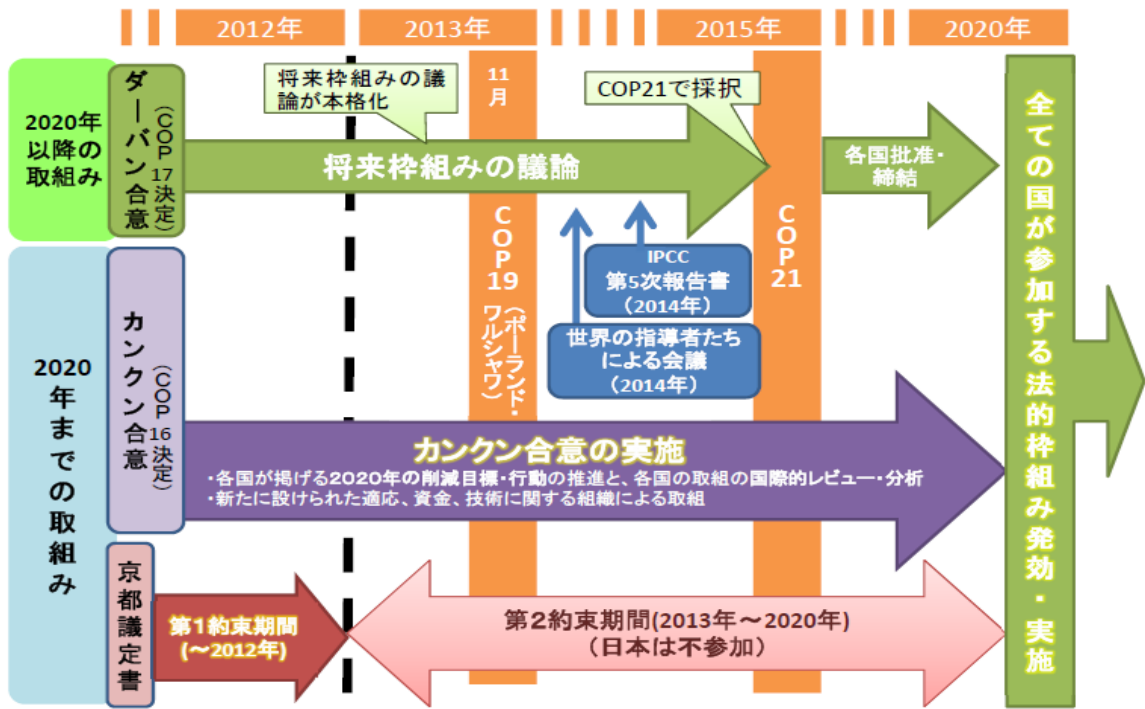 2012年
2013年
2015年
2020年
2020年
以降の
取組み
ダーバン合意
（COP17決定）
将来枠組みの議
論が本格化
11
月
COP21で採択
将来枠組みの議論
各国批准・
締結
全ての国が参加する法的枠組み発効・実施
COP
19
（ポーランド・
ワルシャワ）
COP
21
IPCC
第5次報告書
（2014年）
世界の指導者たち
による会議
（2014年）
2020
年までの取組み
カンクン合意
（COP16決定）
カンクン合意の実施
・各国が掲げる2020年の削減目標・行動の推進と、各国の取組の国際的レビュー・分析
・新たに設けられた適応、資金、技術に関する組織による取組
京都議定書
第１約束期間
(～2012年)
第２約束期間(2013年～2020年)
（日本は不参加）